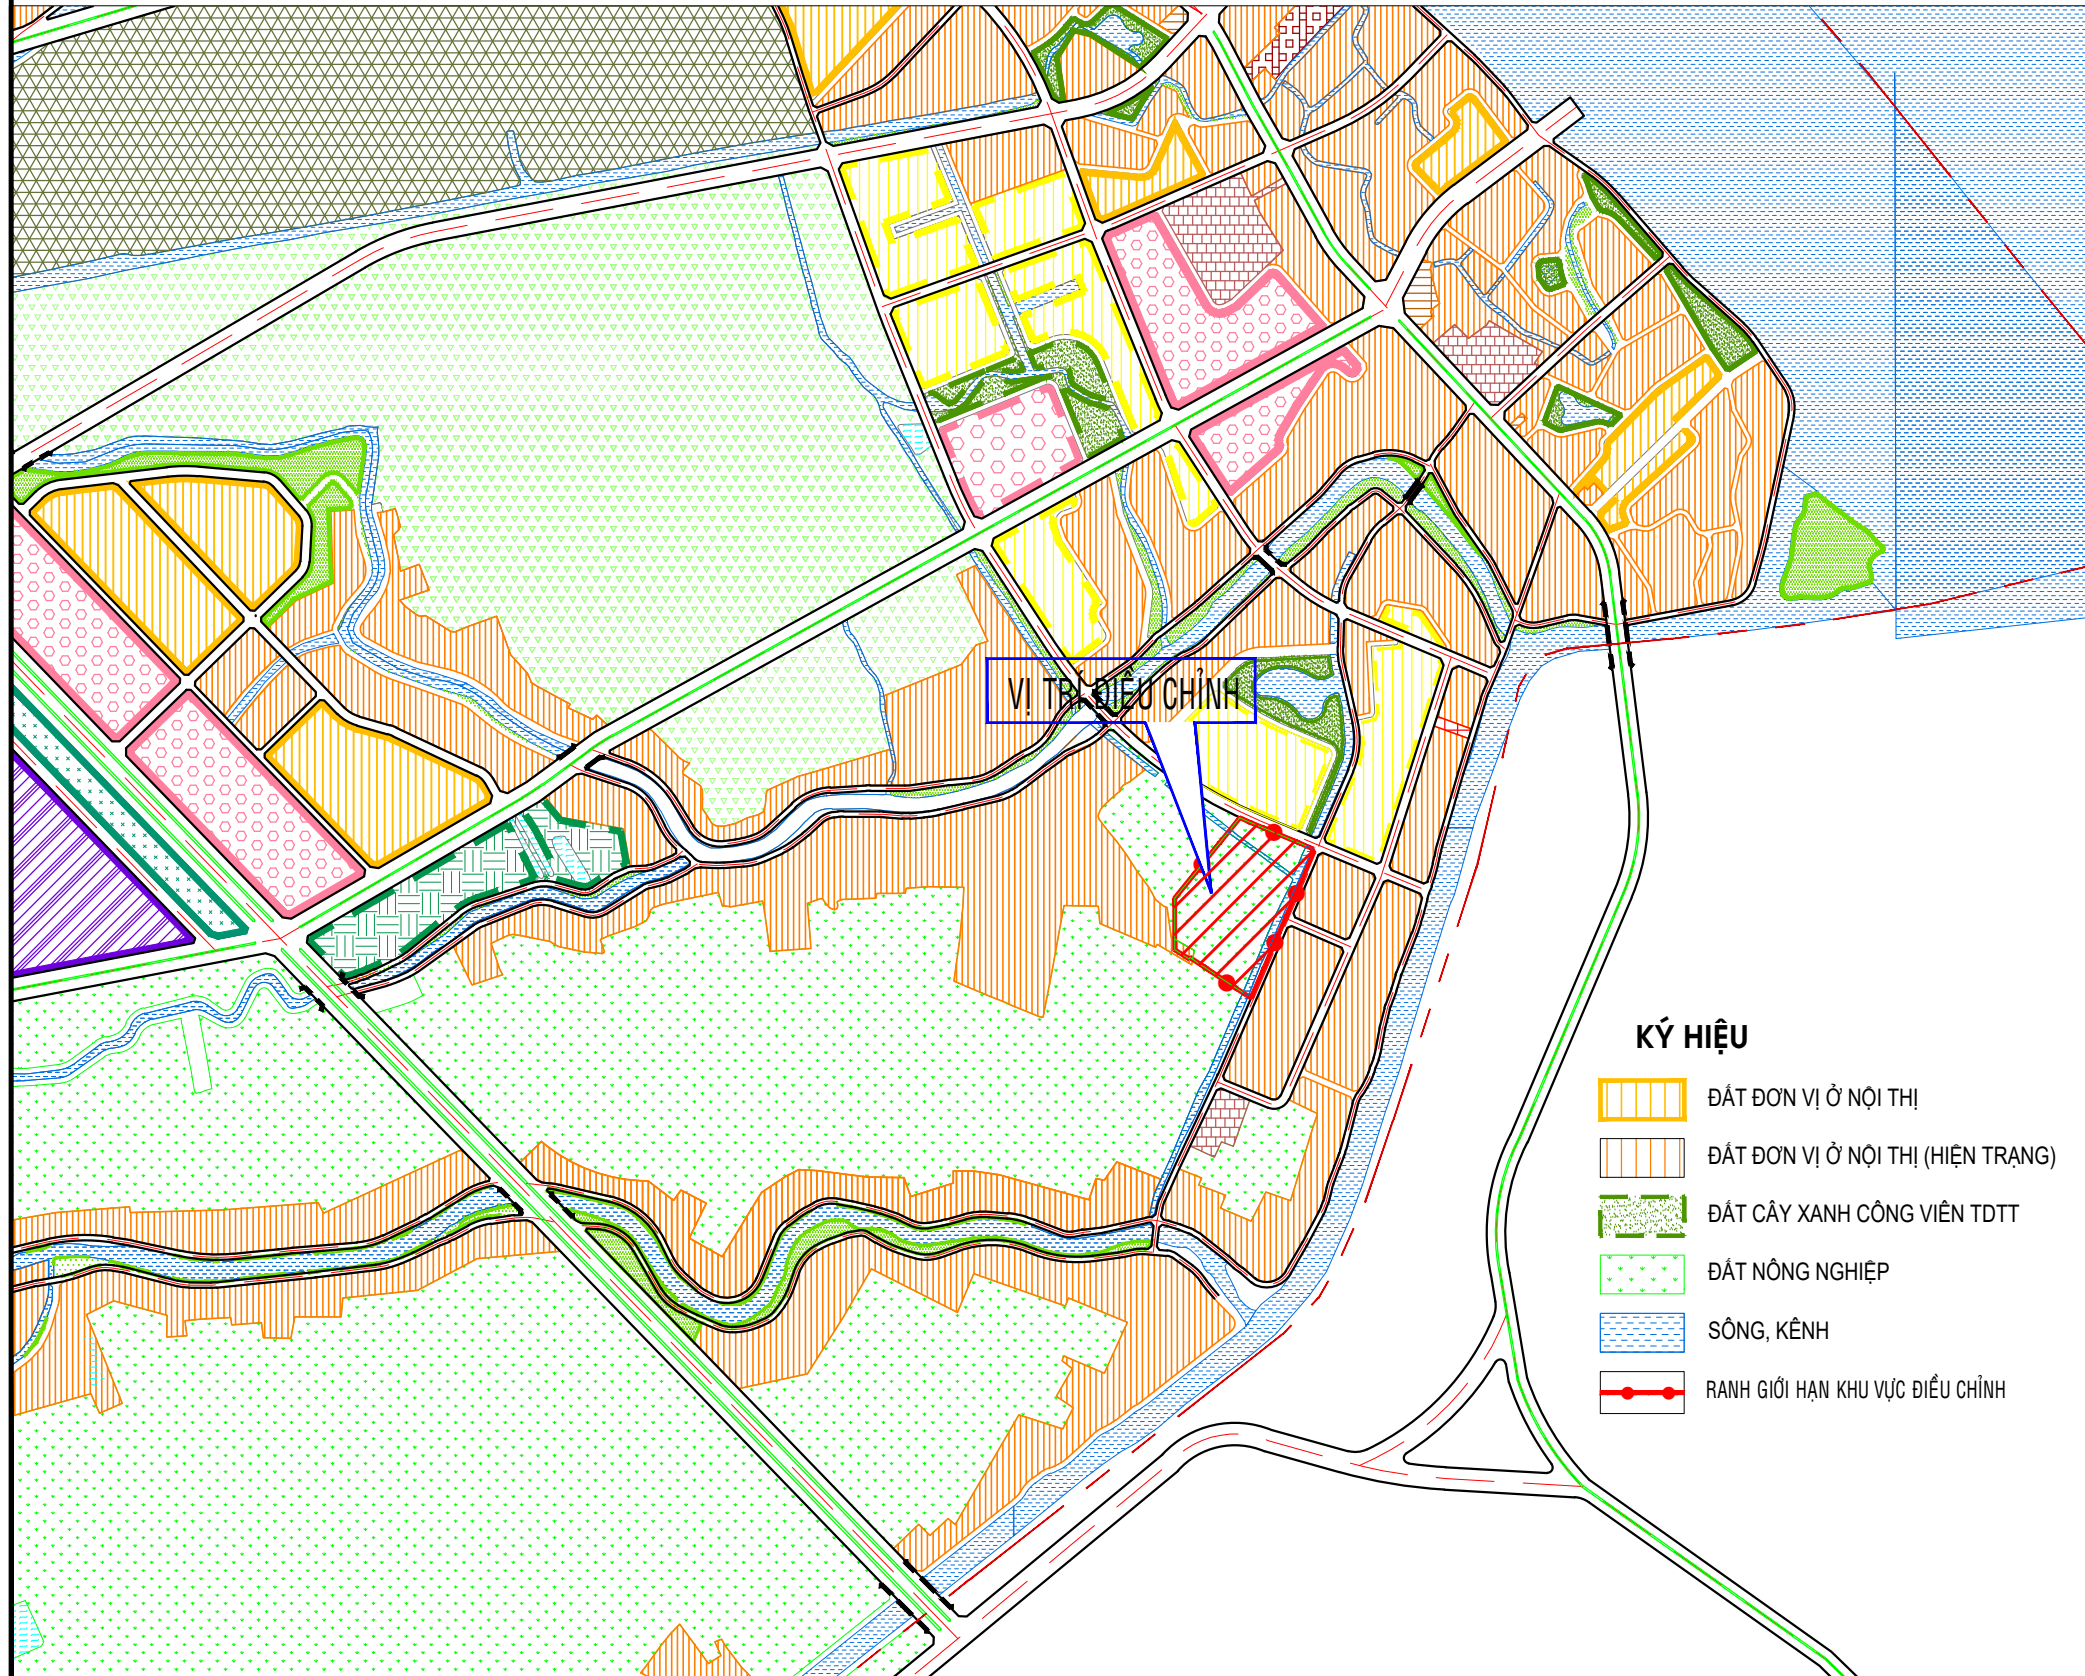 VỊ TRÍ ĐIỀU CHỈNH
KÝ HIỆU
ĐẤT ĐƠN VỊ Ở NỘI THỊ
ĐẤT ĐƠN VỊ Ở NỘI THỊ (HIỆN TRẠNG)
ĐẤT CÂY XANH CÔNG VIÊN TDTT
ĐẤT NÔNG NGHIỆP
SÔNG, KÊNH
RANH GIỚI HẠN KHU VỰC ĐIỀU CHỈNH